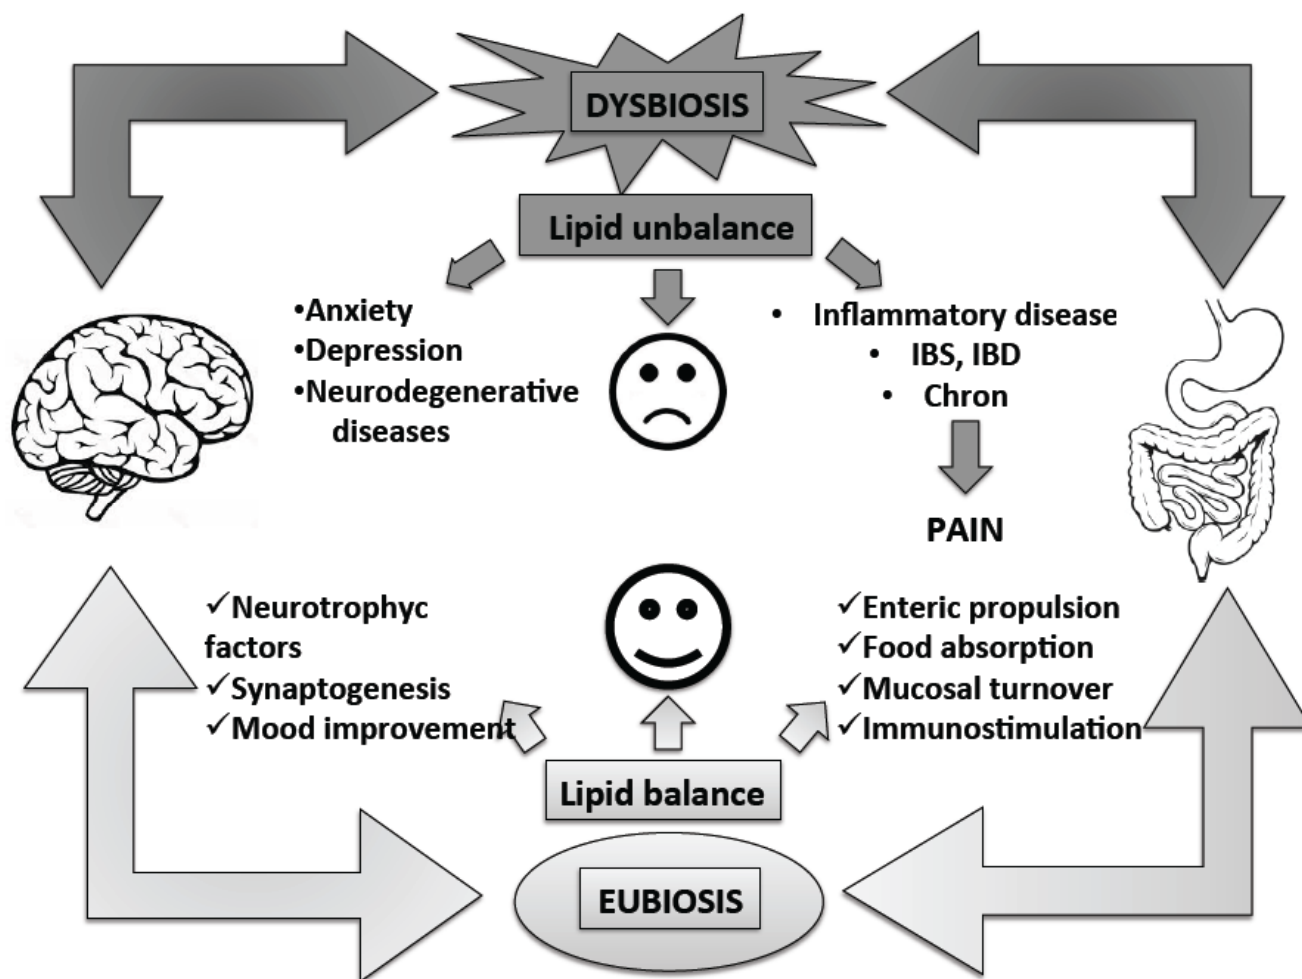 DYSBIOSIS
Lipid unbalance
•Anxiety
•Depression
•Neurodegenerative
diseases
• Inflammatory disease
• IBS, IBD
• Chron
PAIN
✓Neurotrophyc
factors
✓Synaptogenesis
✓Mood improvement
✓Enteric propulsion
✓Food absorption
✓Mucosal turnover
✓Immunostimulation
Lipid balance
EUBIOSIS